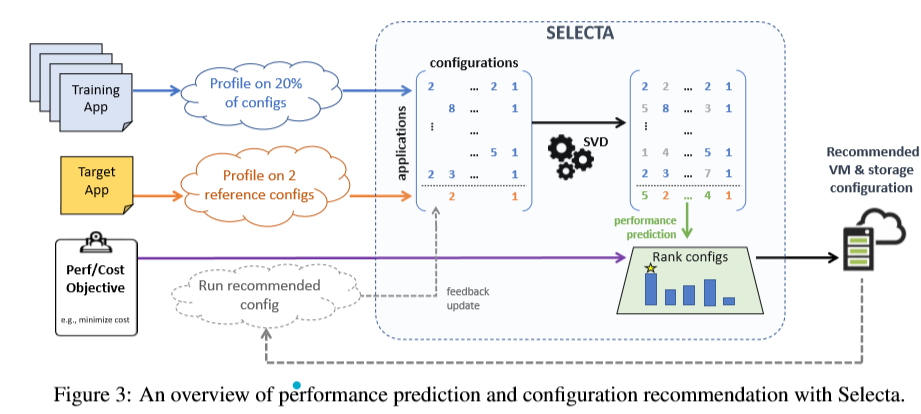 SELECTA
configurations
applications
Training
App
Profile on 20%
of configs
Target
App
Profile on 2
reference configs
Perf/Cost
Objective
e.g., minimize cost
Run recommended
config
feedback
update
2 ... 2 1
8 ... 1
⋮ ...
... 5 1
2 3 ... 1
2 1
SVD
2 2 ... 2 1
5 8 ... 3 1
⋮ ...
1 4 ... 5 1
2 3 ... 7 1
5 2 ... 4 1
performance
prediction
Rank configs
Recommended
VM & storage
configuration
Figure 3: An overview of performance prediction and configuration recommendation with Selecta.